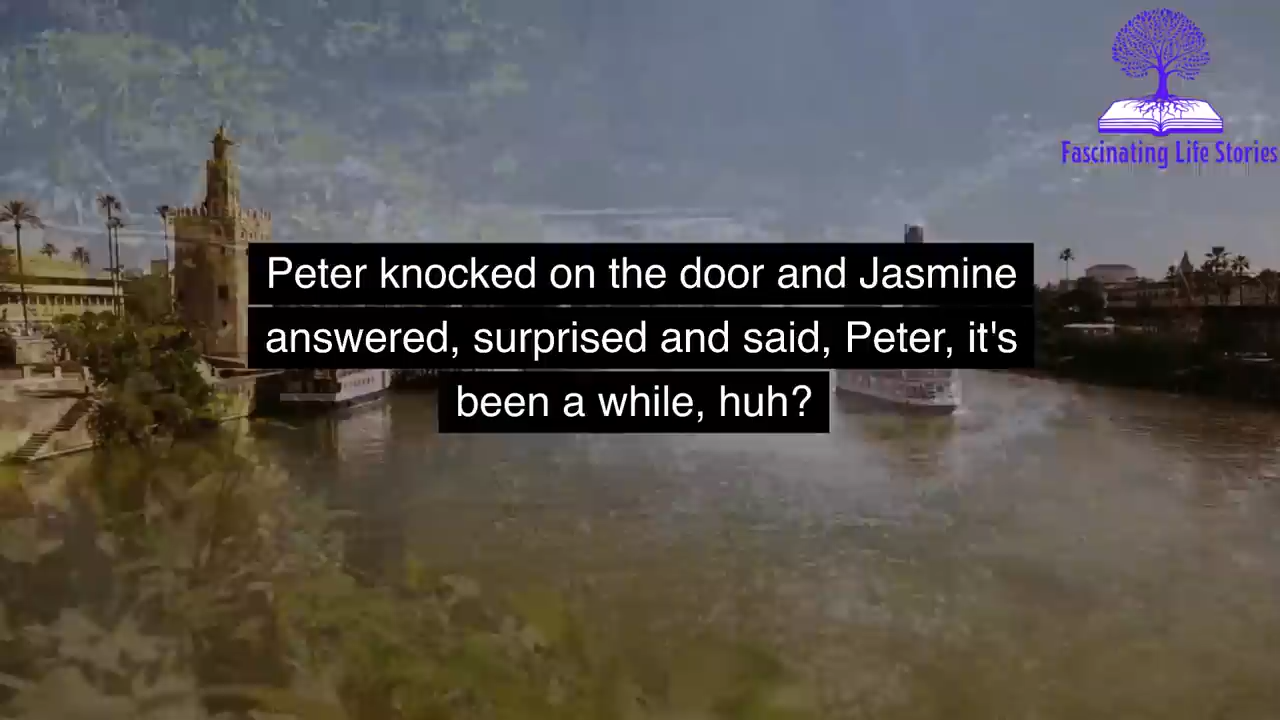 Fascinating Life Stories
Peter knocked on the door and Jasmine
answered, surprised and said, Peter, it's
been a while, huh?